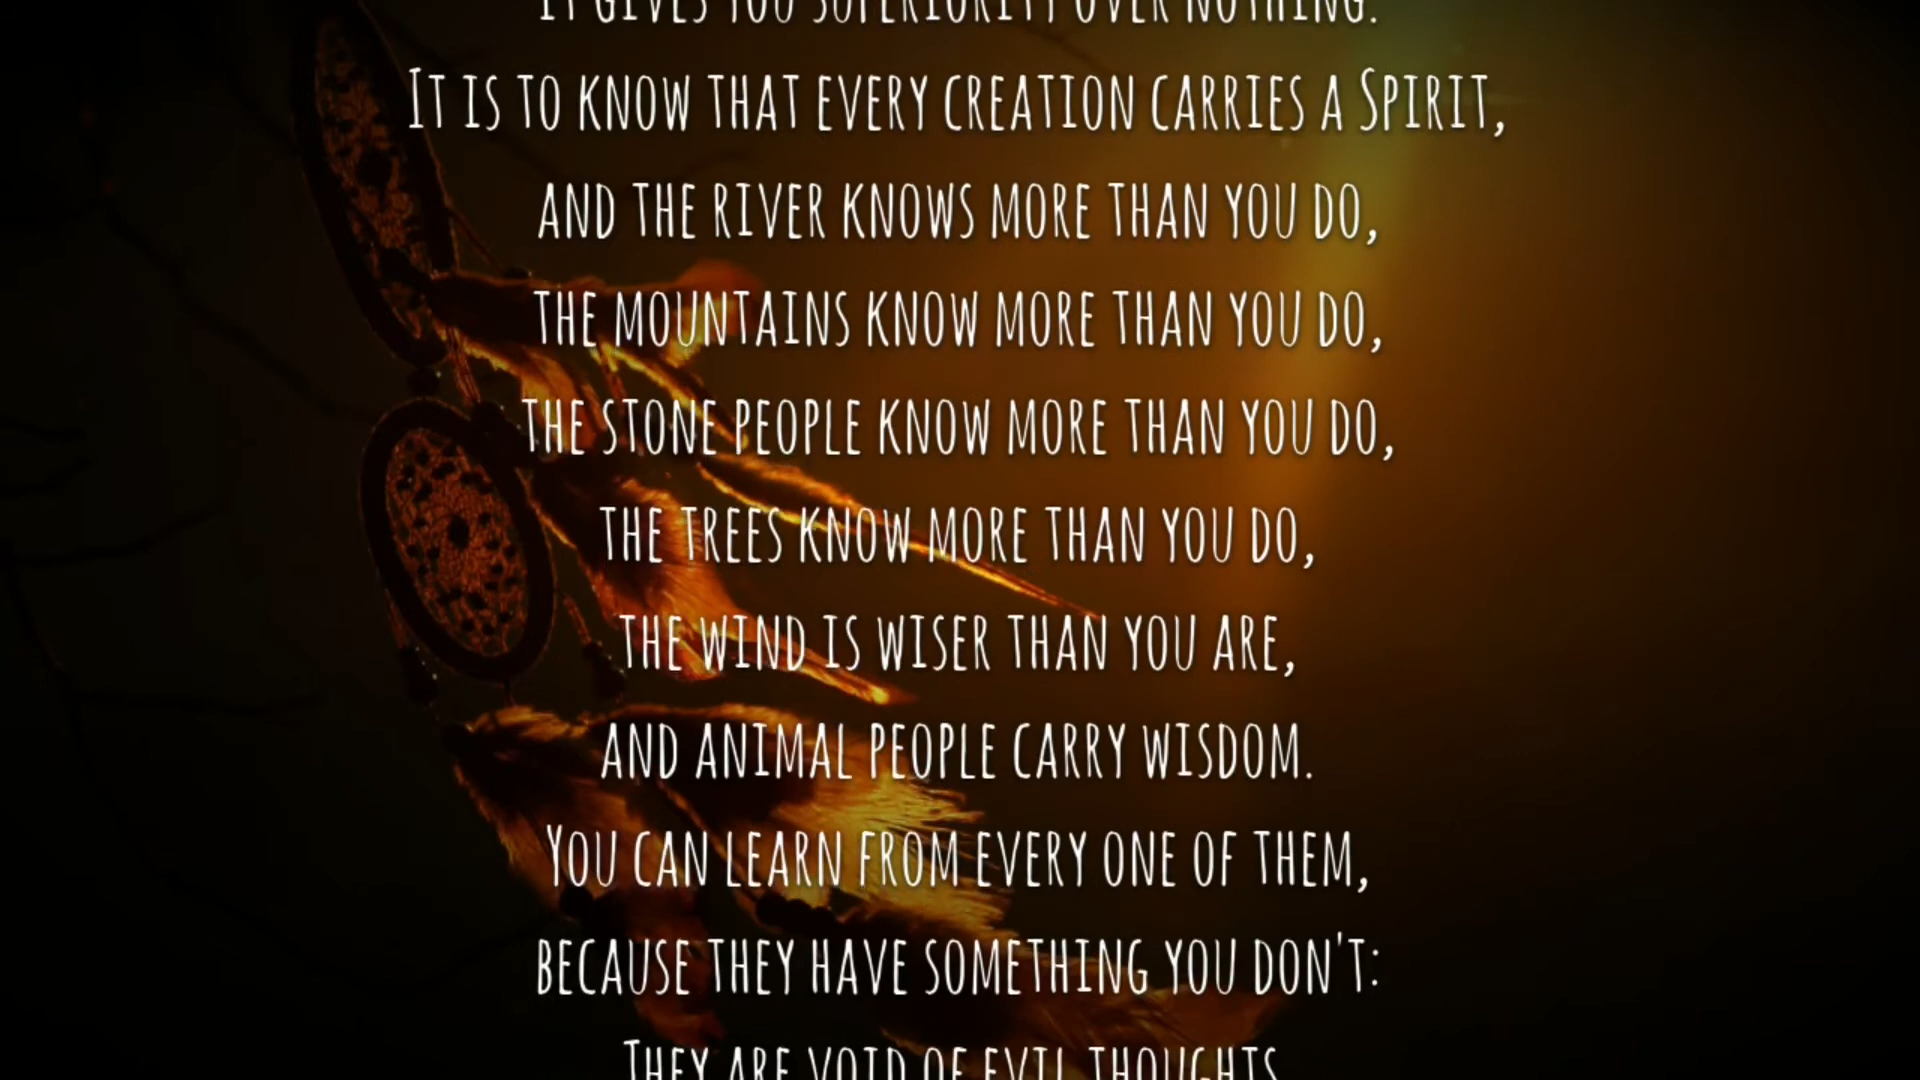 It gives you superiority over nothing.
It is to know that every creation carries a Spirit,
and the river knows more than you do,
the mountains know more than you do,
the stone people know more than you do,
the trees know more than you do,
the wind is wiser than you are,
and animal people carry wisdom.
You can learn from every one of them,
because they have something you don't:
They are void of evil thoughts